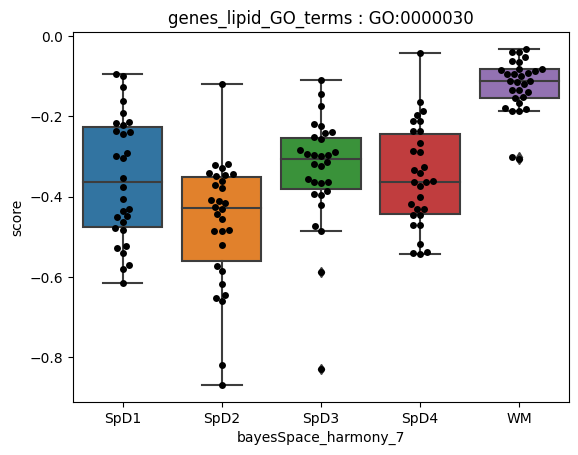 genes_lipid_GO_terms : GO:0000030
0.0
−0.2
−0.4
−0.6
−0.8
score
SpD1 SpD2 SpD3 SpD4 WM
bayesSpace_harmony_7